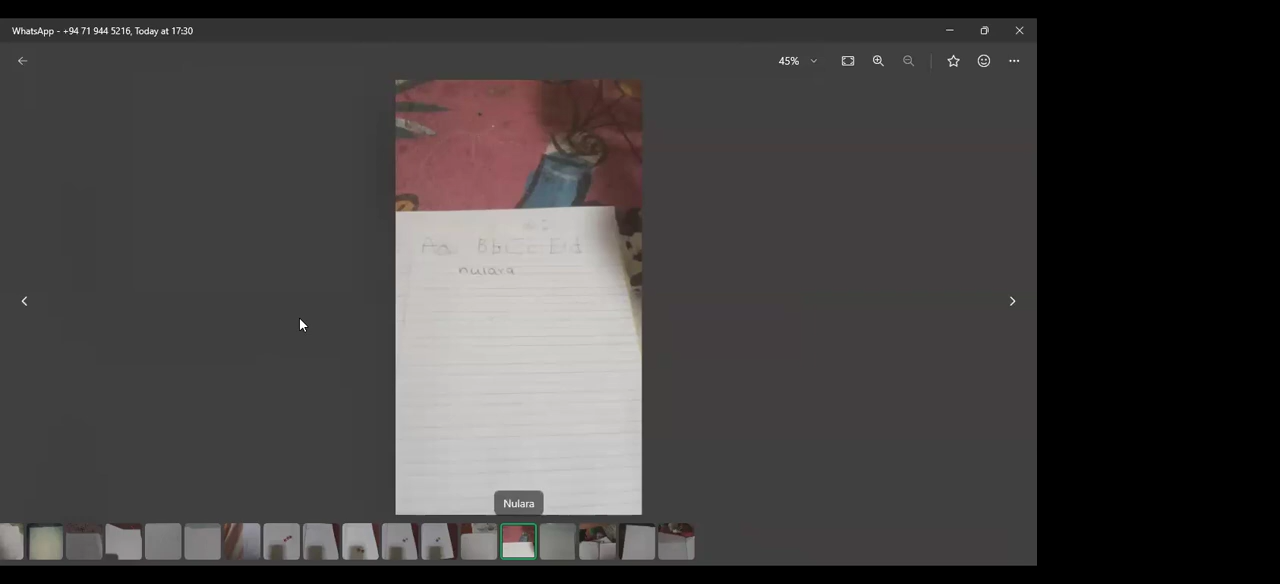 WhatsApp - +94 71 944 5216, Today at 17:30
45%
Aa Bb Cc Dd
nulara
Nulara